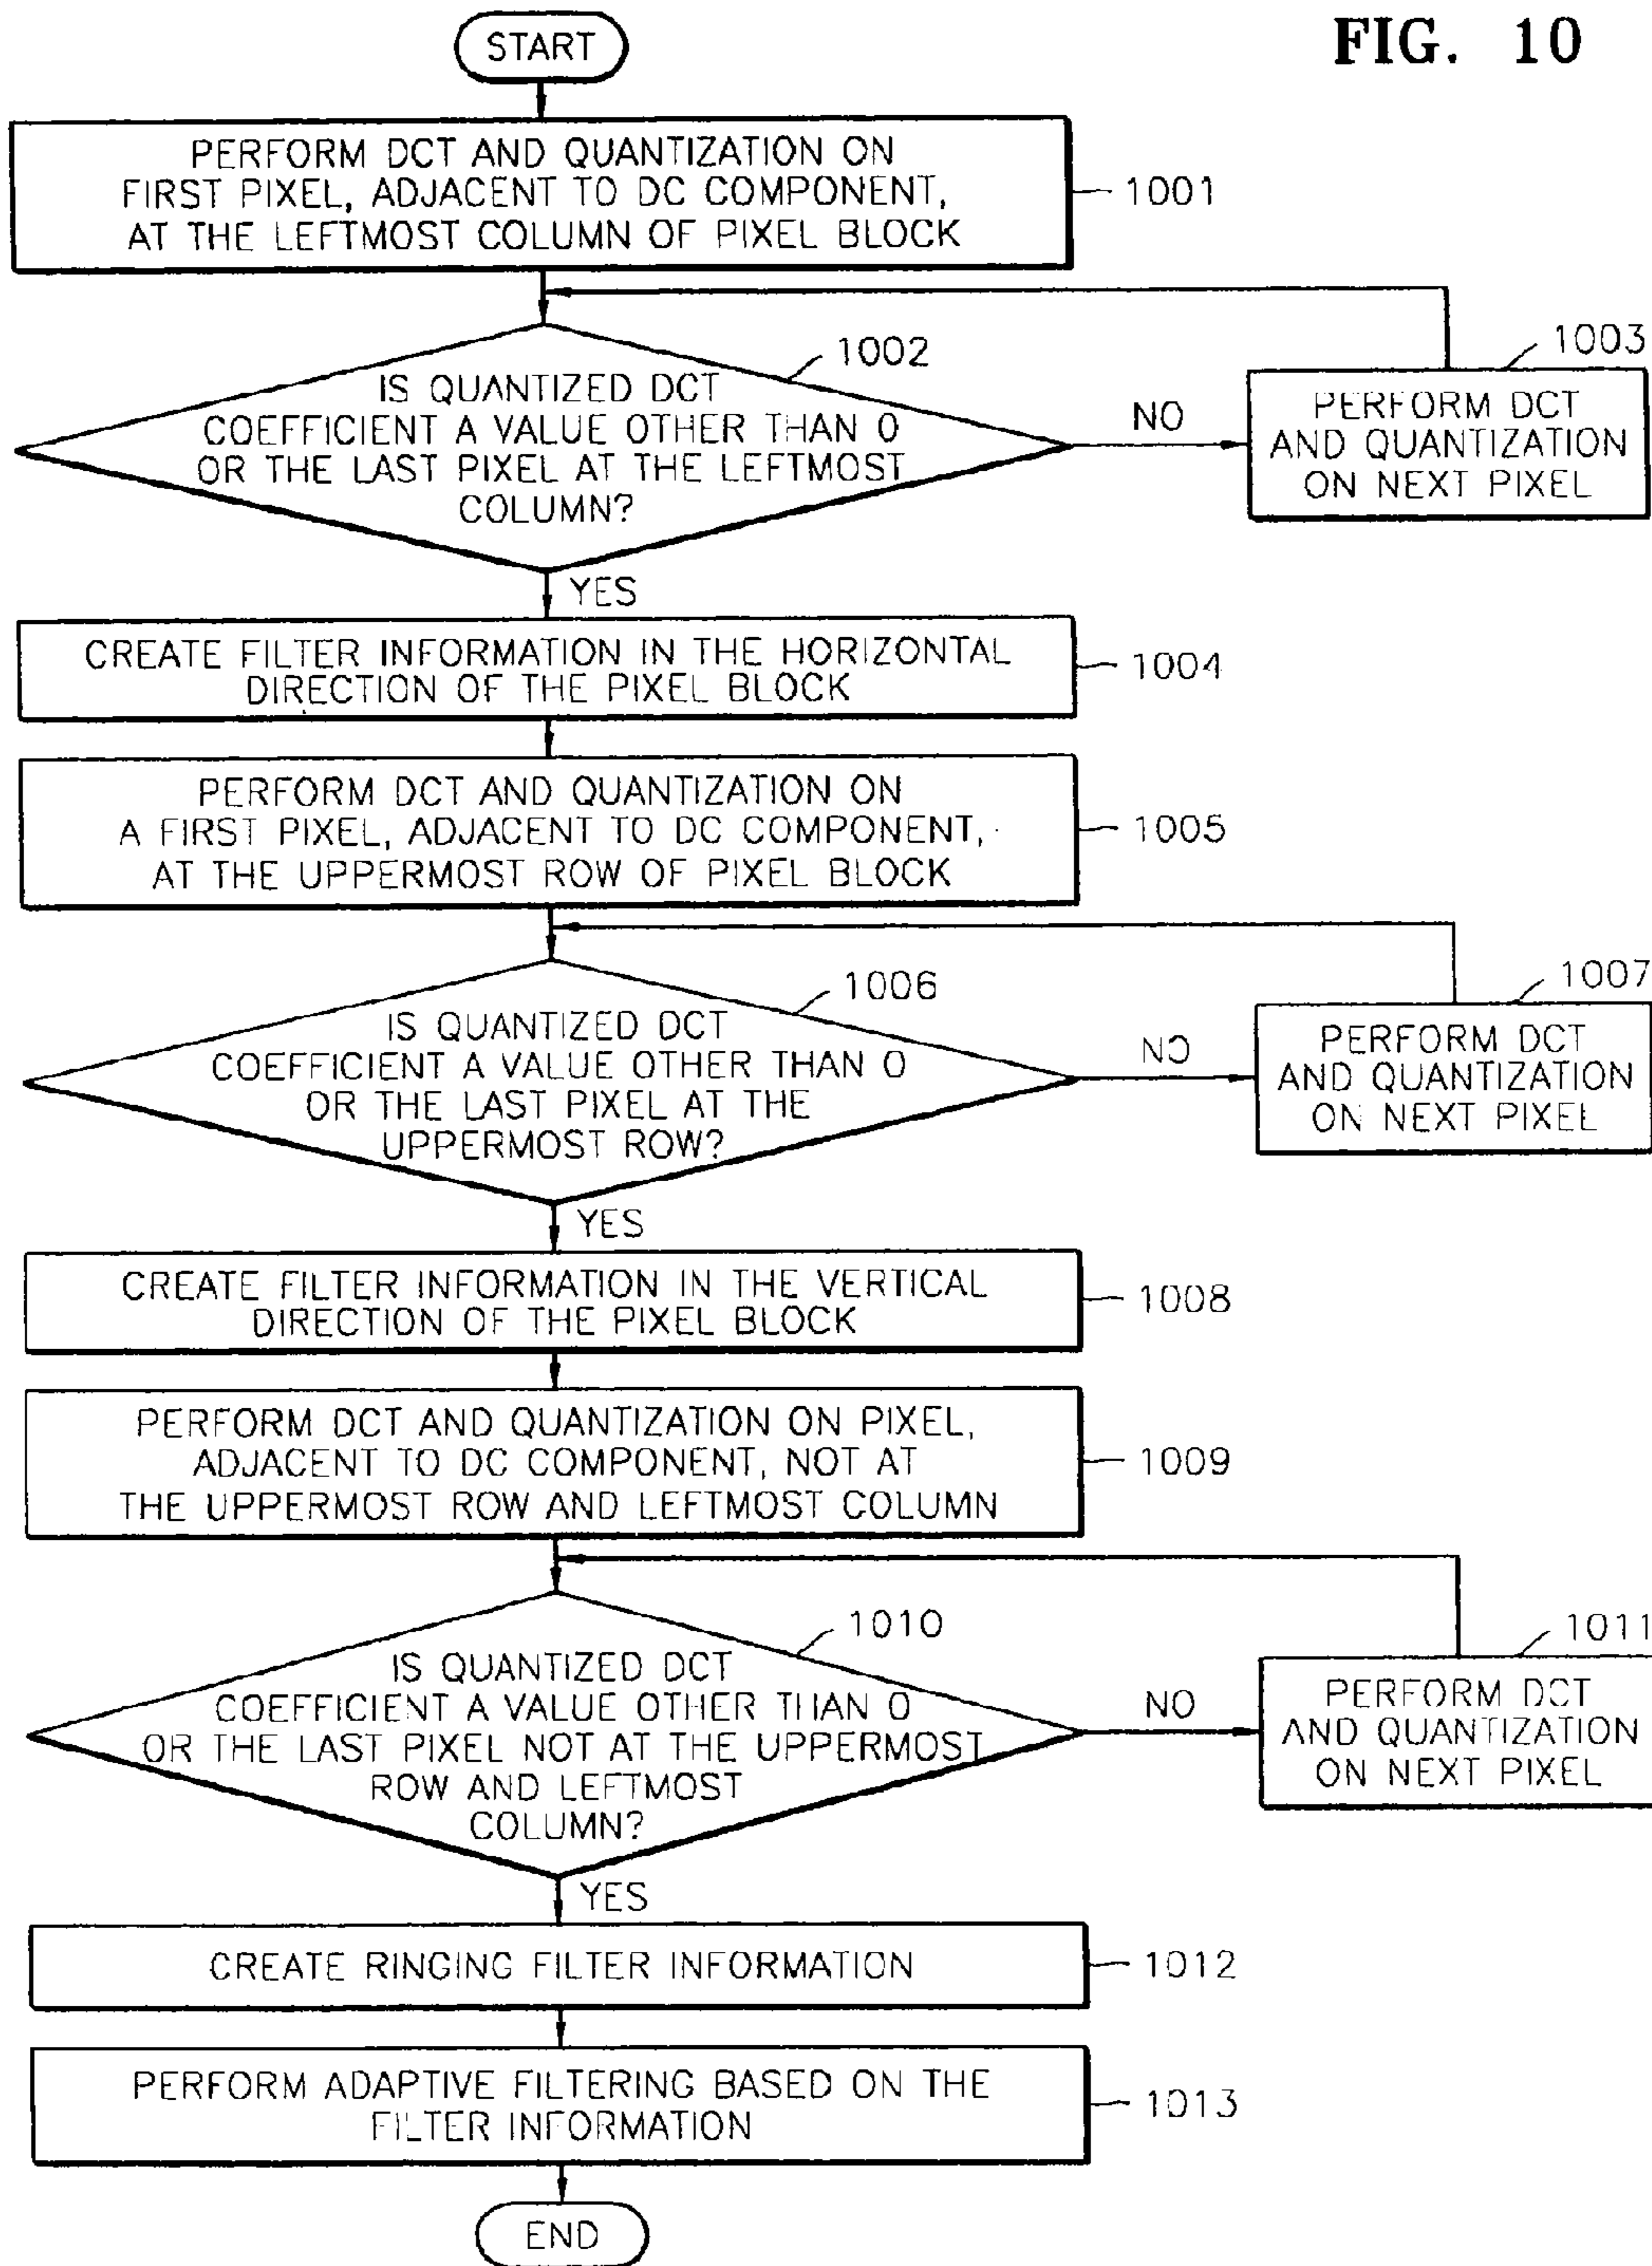 FIG. 10
START
PERFORM DCT AND QUANTIZATION ON
FIRST PIXEL, ADJACENT TO DC COMPONENT,
AT THE LEFTMOST COLUMN OF PIXEL BLOCK
1001
1002
IS QUANTIZED DCT
COEFFICIENT A VALUE OTHER THAN 0
OR THE LAST PIXEL AT THE LEFTMOST
COLUMN?
NO
1003
PERFORM DCT
AND QUANTIZATION
ON NEXT PIXEL
YES
CREATE FILTER INFORMATION IN THE HORIZONTAL
DIRECTION OF THE PIXEL BLOCK
1004
PERFORM DCT AND QUANTIZATION ON
A FIRST PIXEL, ADJACENT TO DC COMPONENT,
AT THE UPPERMOST ROW OF PIXEL BLOCK
1005
1006
IS QUANTIZED DCT
COEFFICIENT A VALUE OTHER THAN 0
OR THE LAST PIXEL AT THE
UPPERMOST ROW?
NO
1007
PERFORM DCT
AND QUANTIZATION
ON NEXT PIXEL
YES
CREATE FILTER INFORMATION IN THE VERTICAL
DIRECTION OF THE PIXEL BLOCK
1008
PERFORM DCT AND QUANTIZATION ON PIXEL,
ADJACENT TO DC COMPONENT, NOT AT
THE UPPERMOST ROW AND LEFTMOST COLUMN
1009
1010
IS QUANTIZED DCT
COEFFICIENT A VALUE OTHER THAN 0
OR THE LAST PIXEL NOT AT THE UPPERMOST
ROW AND LEFTMOST
COLUMN?
NO
1011
PERFORM DCT
AND QUANTIZATION
ON NEXT PIXEL
YES
CREATE RINGING FILTER INFORMATION
1012
PERFORM ADAPTIVE FILTERING BASED ON THE
FILTER INFORMATION
1013
END